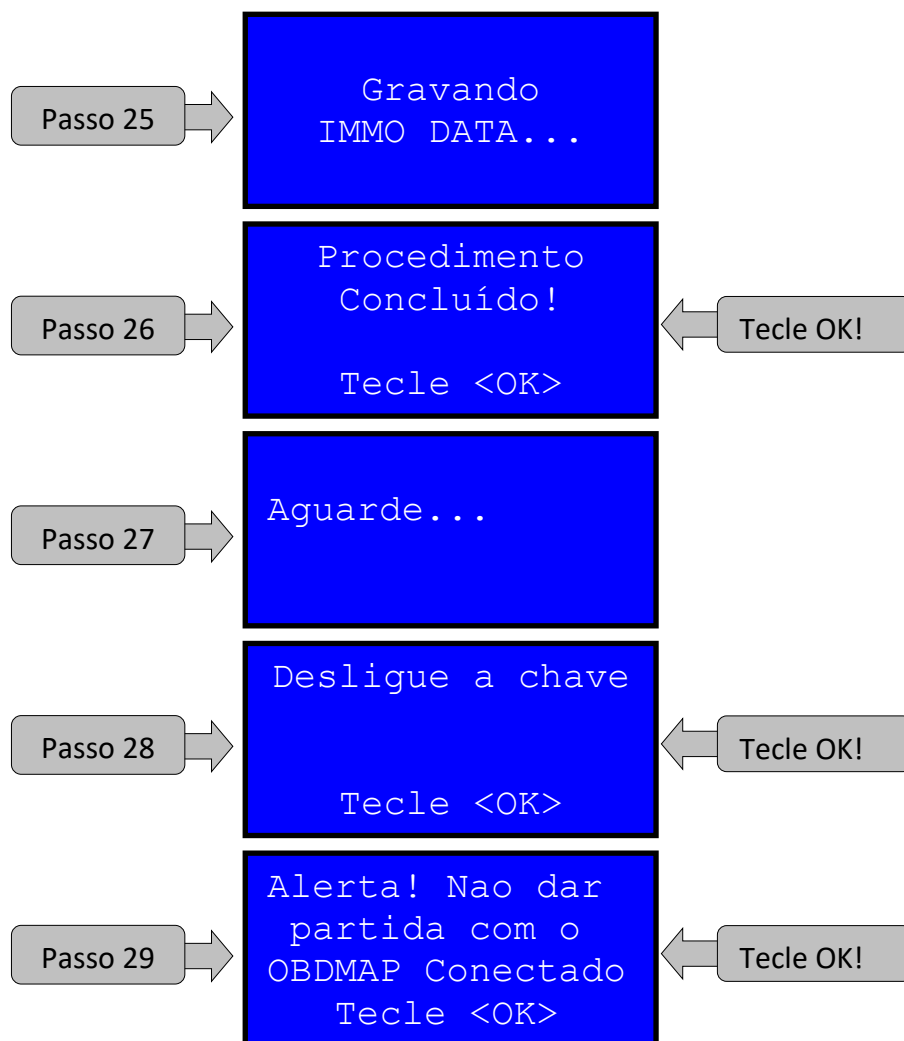 Passo 25
Gravando
IMMO DATA...
Passo 26
Procedimento
Concluído!
Tecle <OK>
Tecle OK!
Passo 27
Aguarde...
Passo 28
Desligue a chave
Tecle <OK>
Tecle OK!
Passo 29
Alerta! Nao dar
partida com o
OBDMAP Conectado
Tecle <OK>
Tecle OK!